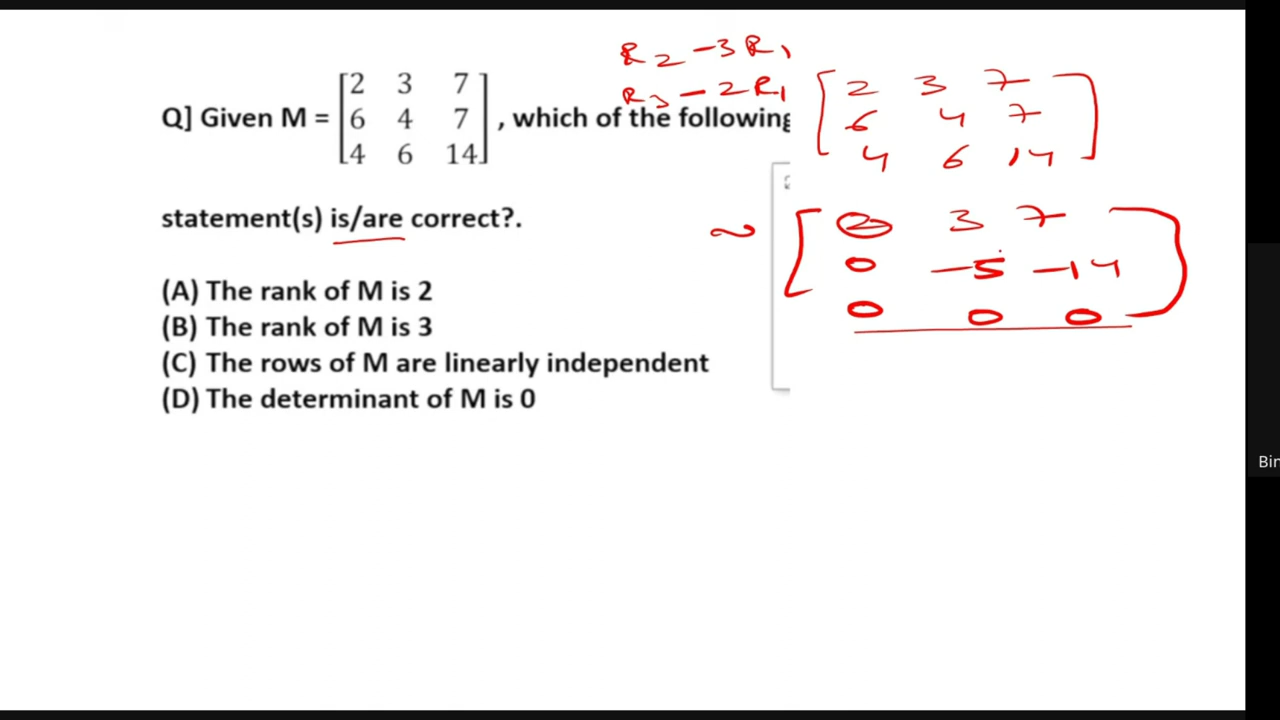 R2 -3R1
R3 - 2R1
Q] Given M = [2 3 7
6 4 7
4 6 14] , which of the following
statement(s) is/are correct?.
(A) The rank of M is 2
(B) The rank of M is 3
(C) The rows of M are linearly independent
(D) The determinant of M is 0
[2 3 7
6 4 7
4 6 14]
~ [2 3 7
0 -5 -14
0 0 0]
Bin